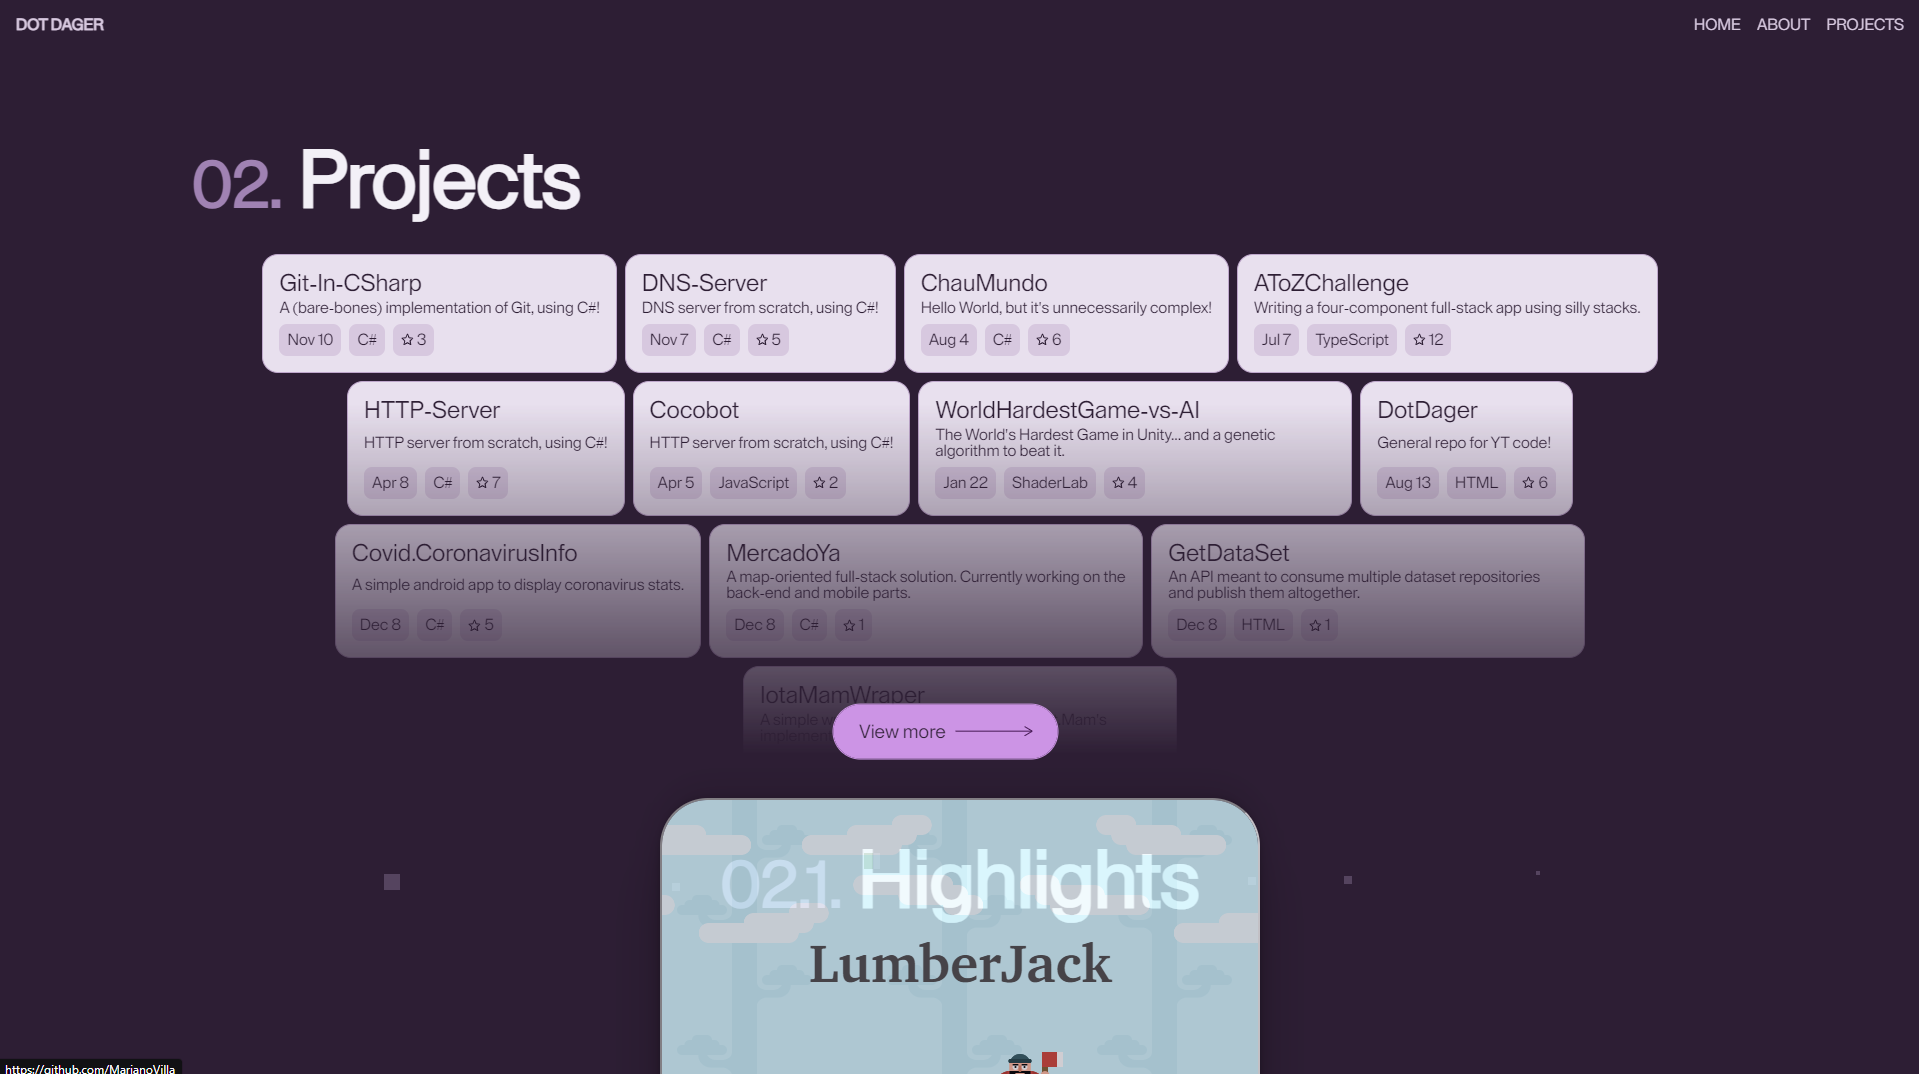 DOT DAGER
HOME ABOUT PROJECTS
02. Projects
Git-In-CSharp
A (bare-bones) implementation of Git, using C#!
Nov 10 C# ☆ 3
DNS-Server
DNS server from scratch, using C#!
Nov 7 C# ☆ 5
ChauMundo
Hello World, but it's unnecessarily complex!
Aug 4 C# ☆ 6
AToZChallenge
Writing a four-component full-stack app using silly stacks.
Jul 7 TypeScript ☆ 12
HTTP-Server
HTTP server from scratch, using C#!
Apr 8 C# ☆ 7
Cocobot
HTTP server from scratch, using C#!
Apr 5 JavaScript ☆ 2
WorldHardestGame-vs-AI
The World's Hardest Game in Unity... and a genetic
algorithm to beat it.
Jan 22 ShaderLab ☆ 4
DotDager
General repo for YT code!
Aug 13 HTML ☆ 6
Covid.CoronavirusInfo
A simple android app to display coronavirus stats.
Dec 8 C# ☆ 5
MercadoYa
A map-oriented full-stack solution. Currently working on the
back-end and mobile parts.
Dec 8 C# ☆ 1
GetDataSet
An API meant to consume multiple dataset repositories
and publish them altogether.
Dec 8 HTML ☆ 1
IotaMamWraper
A simple Mam's
View more
02.1. Highlights
LumberJack
https://github.com/MarianoVilla